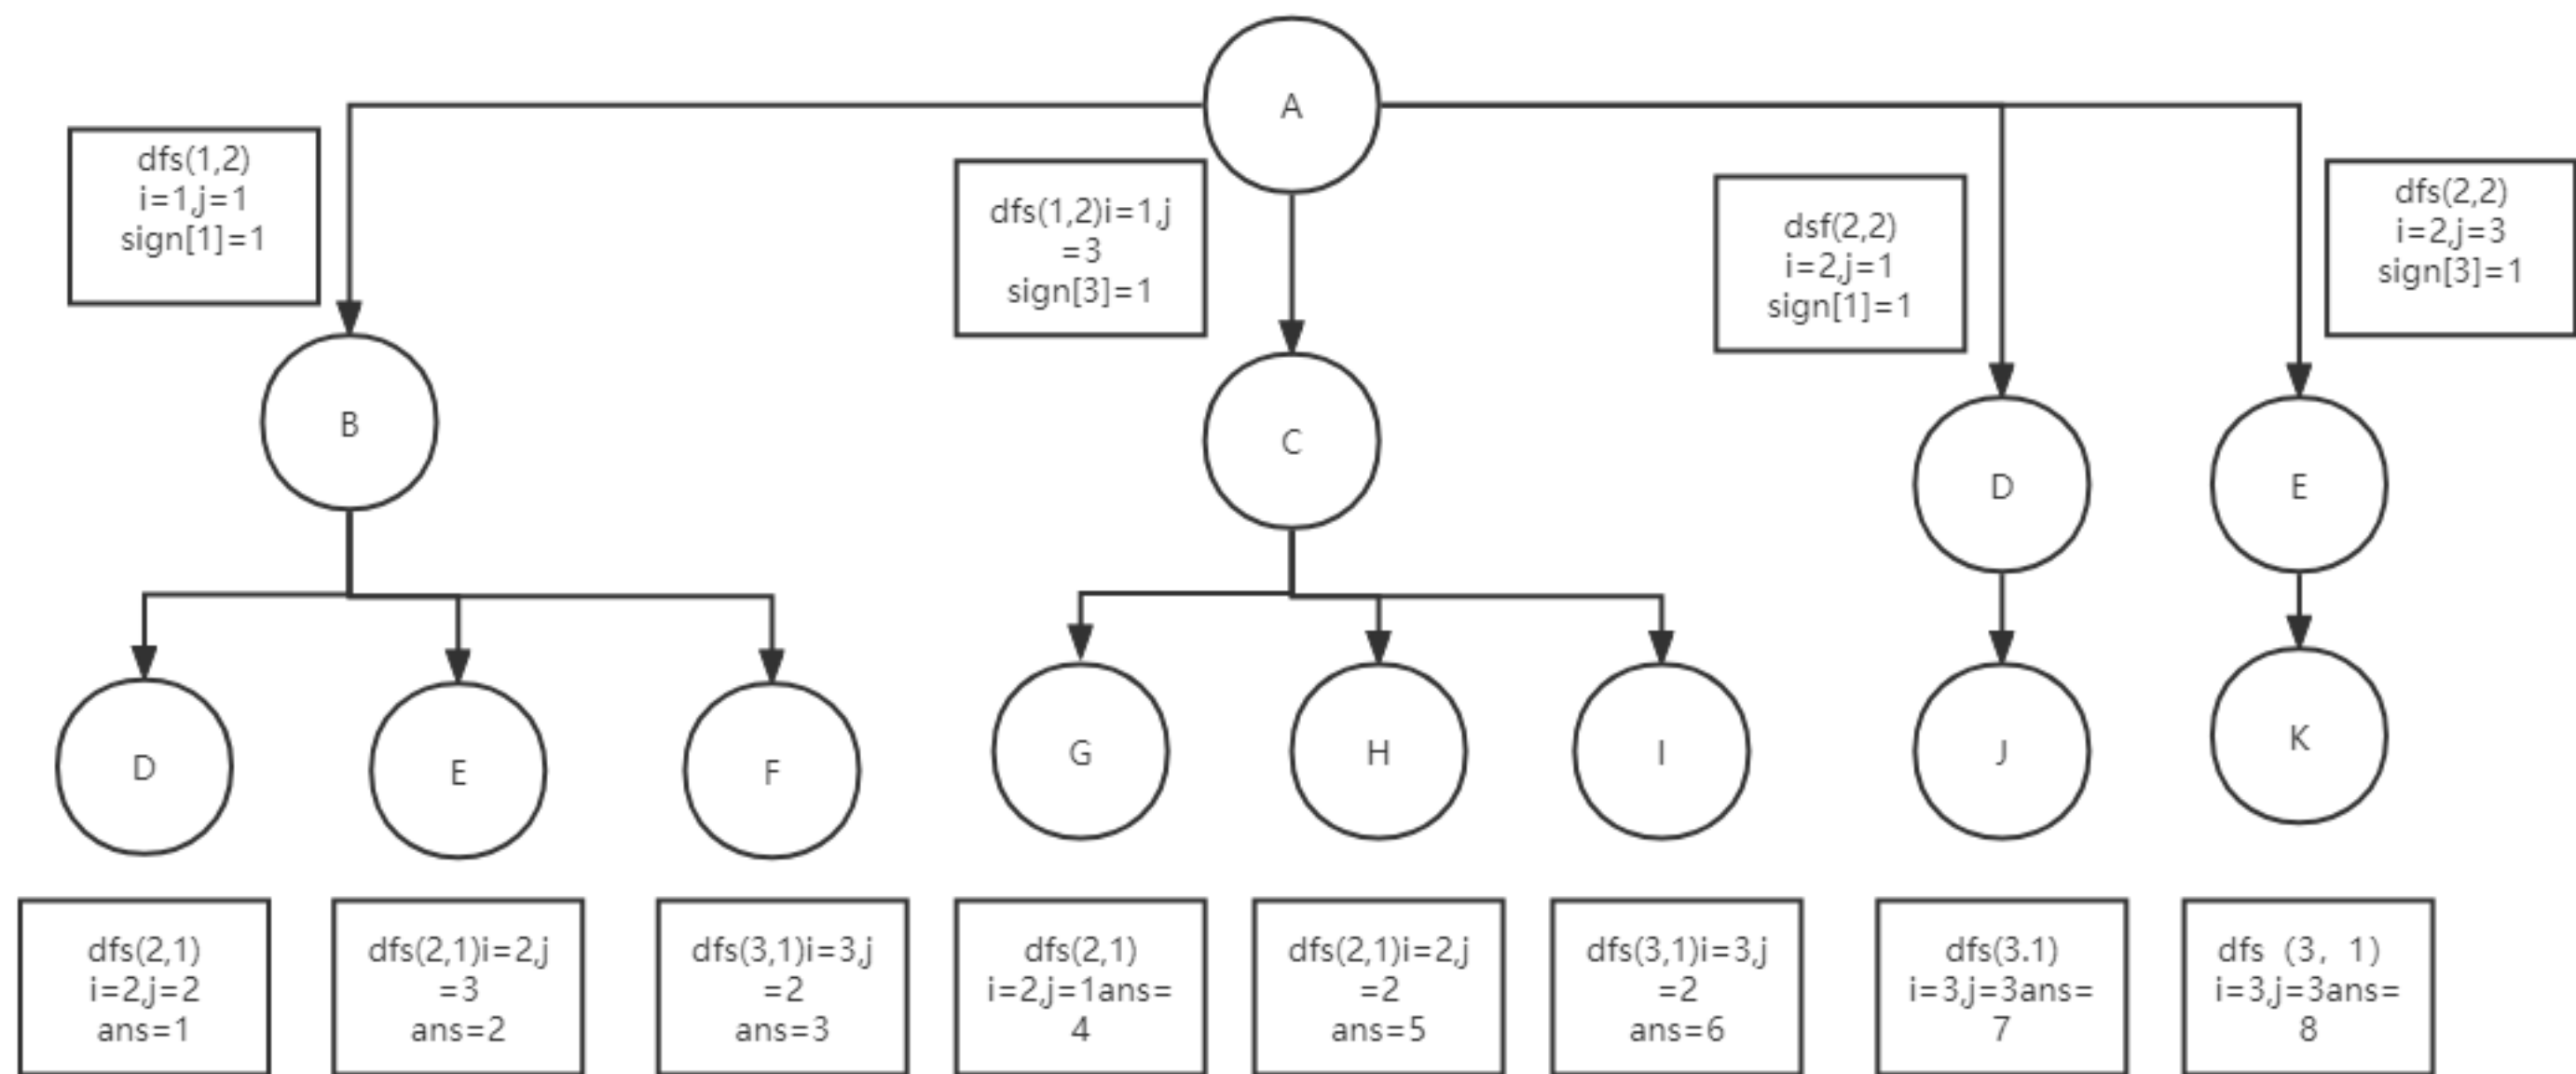 A
dfs(1,2)
i=1,j=1
sign[1]=1
dfs(1,2)i=1,j
=3
sign[3]=1
dsf(2,2)
i=2,j=1
sign[1]=1
dfs(2,2)
i=2,j=3
sign[3]=1
B
C
D
E
D
E
F
G
H
I
J
K
dfs(2,1)
i=2,j=2
ans=1
dfs(2,1)i=2,j
=3
ans=2
dfs(3,1)i=3,j
=2
ans=3
dfs(2,1)
i=2,j=1ans=
4
dfs(2,1)i=2,j
=2
ans=5
dfs(3,1)i=3,j
=2
ans=6
dfs(3.1)
i=3,j=3ans=
7
dfs (3, 1)
i=3,j=3ans=
8